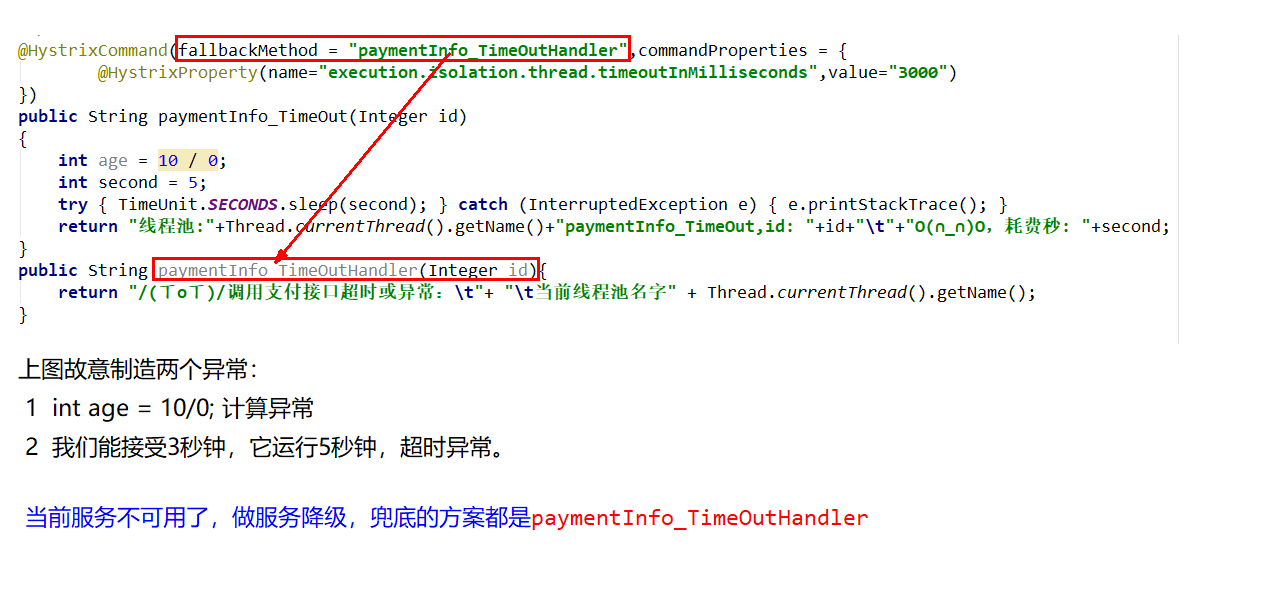 @HystrixCommand(fallbackMethod = "paymentInfo_TimeOutHandler",commandProperties = {
        @HystrixProperty(name="execution.isolation.thread.timeoutInMilliseconds",value="3000")
})
public String paymentInfo_TimeOut(Integer id)
{
    int age = 10 / 0;
    int second = 5;
    try { TimeUnit.SECONDS.sleep(second); } catch (InterruptedException e) { e.printStackTrace(); }
    return "线程池:"+Thread.currentThread().getName()+"paymentInfo_TimeOut,id: "+id+"\t"+"O(∩_∩)O，耗费秒: "+second;
}
public String paymentInfo_TimeOutHandler(Integer id){
    return "/(ㄒoㄒ)/调用支付接口超时或异常：\t"+ "\t当前线程池名字" + Thread.currentThread().getName();
}
上图故意制造两个异常：
1  int age = 10/0; 计算异常
2  我们能接受3秒钟，它运行5秒钟，超时异常。
当前服务不可用了，做服务降级，兜底的方案都是paymentInfo_TimeOutHandler